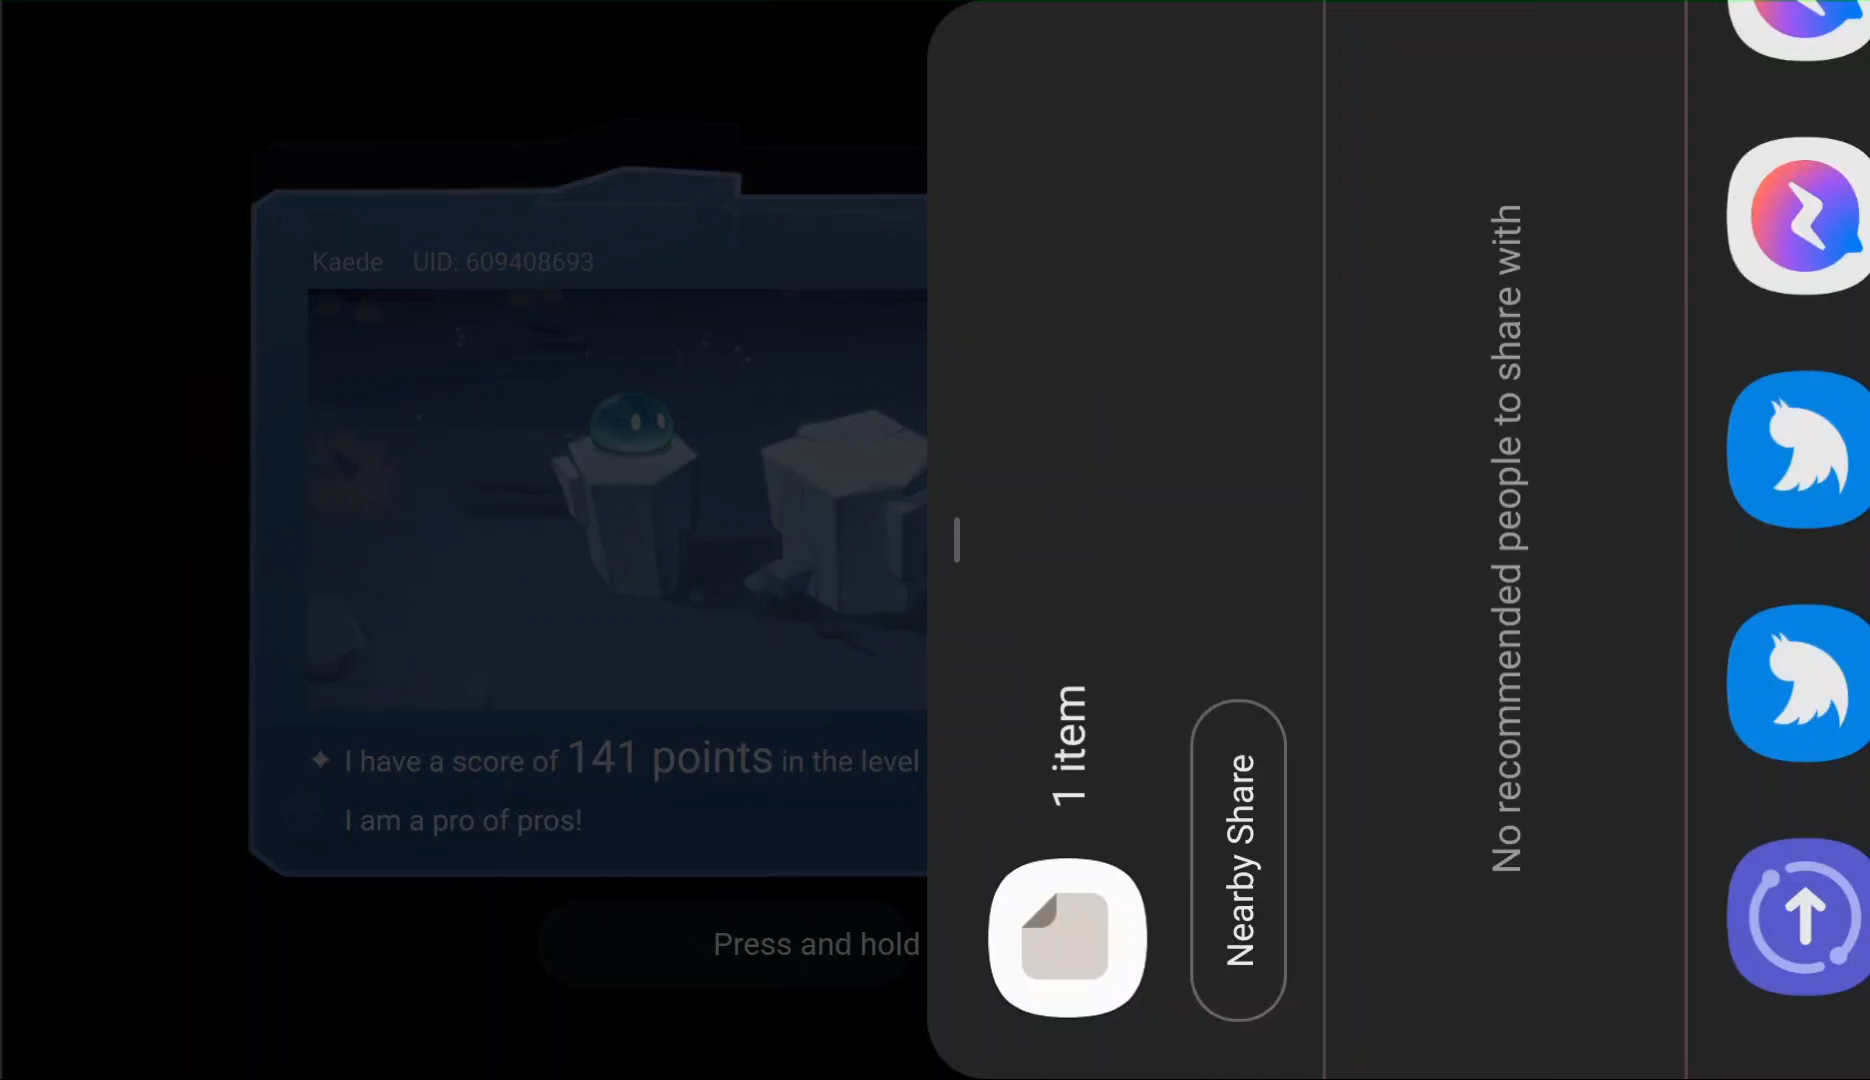 Kaede UID: 609408693
I have a score of 141 points in the level
I am a pro of pros!
Press and hold
1 item
Nearby Share
No recommended people to share with